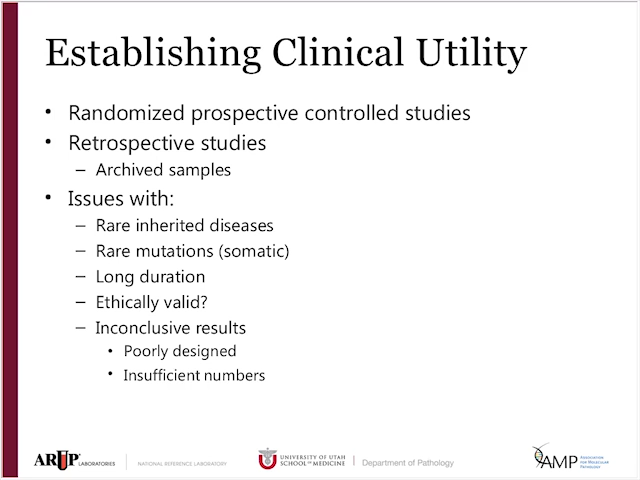 Establishing Clinical Utility
• Randomized prospective controlled studies
• Retrospective studies
– Archived samples
• Issues with:
– Rare inherited diseases
– Rare mutations (somatic)
– Long duration
– Ethically valid?
– Inconclusive results
• Poorly designed
• Insufficient numbers
ARUP LABORATORIES | NATIONAL REFERENCE LABORATORY
UNIVERSITY OF UTAH
SCHOOL OF MEDICINE | Department of Pathology
AMP
ASSOCIATION
FOR MOLECULAR
PATHOLOGY